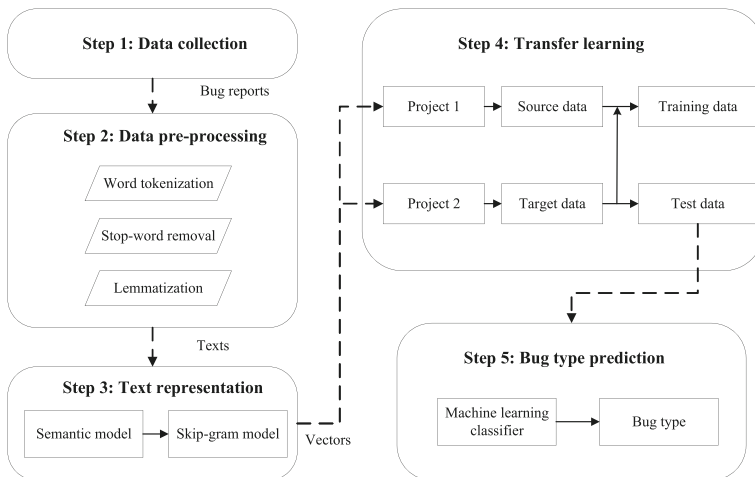 Step 1: Data collection
Bug reports
Step 2: Data pre-processing
Word tokenization
Stop-word removal
Lemmatization
Texts
Step 3: Text representation
Semantic model
Skip-gram model
Vectors
Step 4: Transfer learning
Project 1
Source data
Training data
Project 2
Target data
Test data
Step 5: Bug type prediction
Machine learning
classifier
Bug type